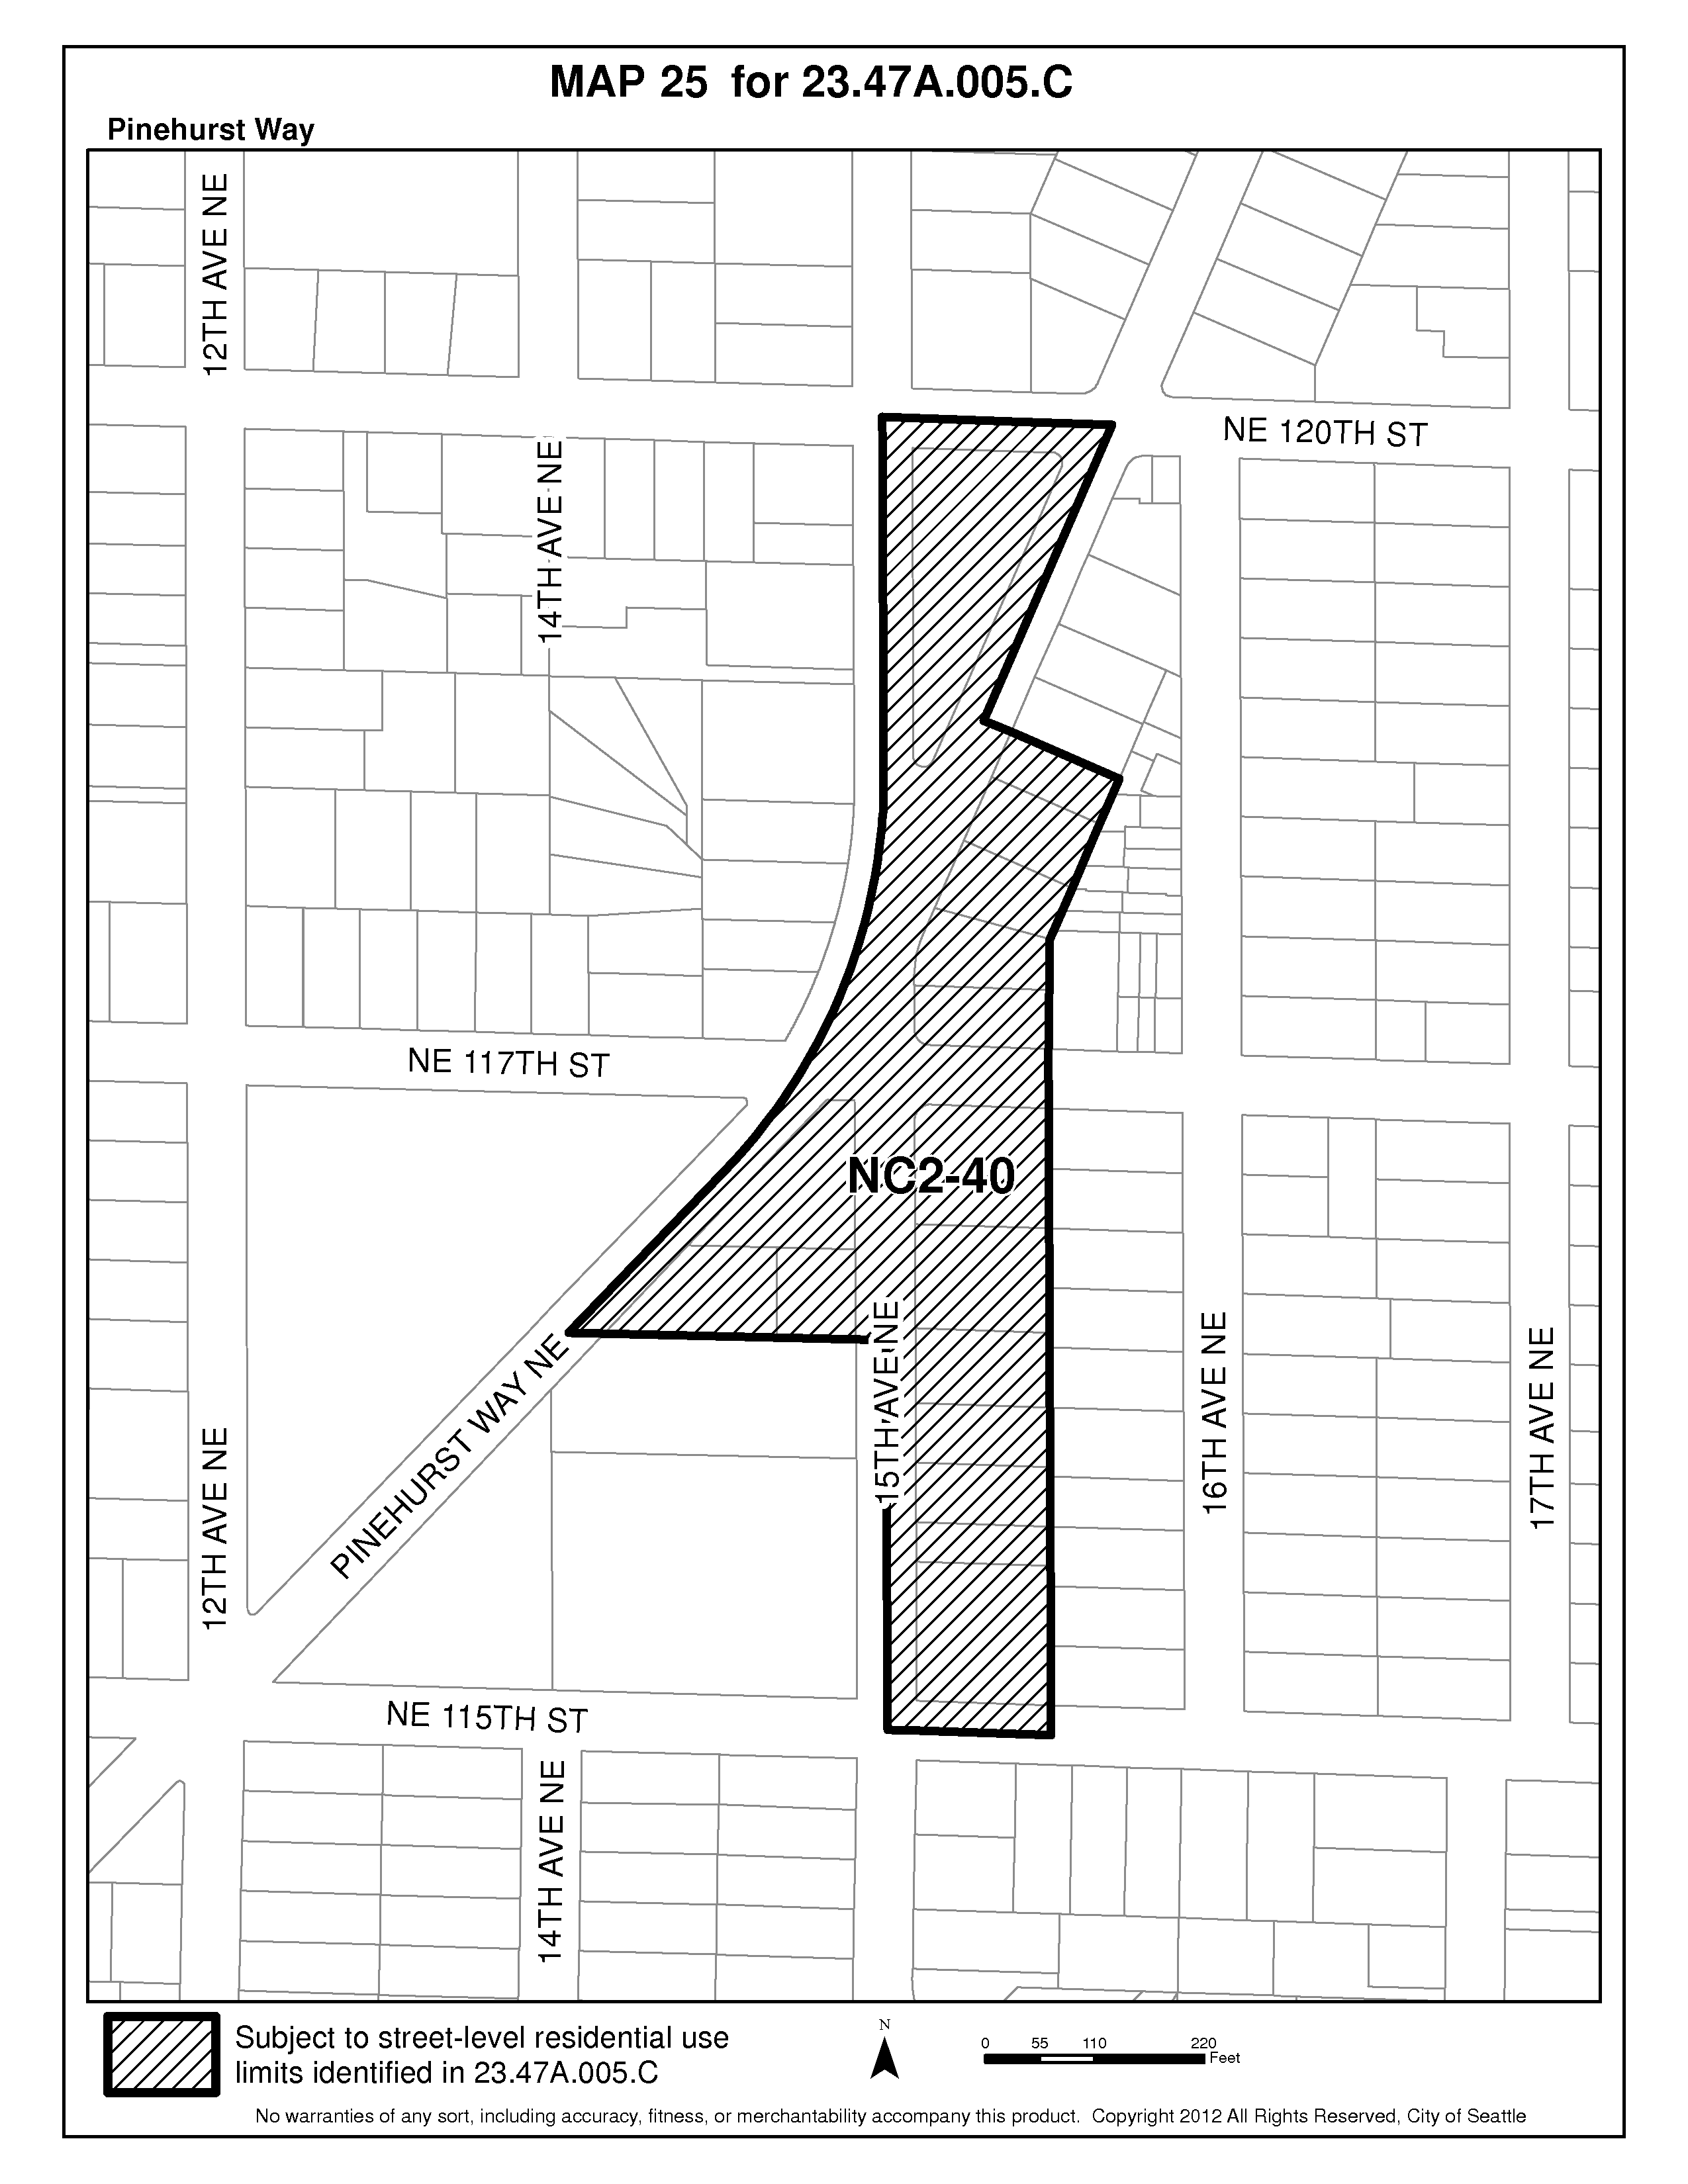 MAP 25 for 23.47A.005.C
Pinehurst Way
12TH AVE NE
NE 120TH ST
14TH AVE NE
NE 117TH ST
NC2-40
15TH AVE NE
16TH AVE NE
17TH AVE NE
PINEHURST WAY NE
12TH AVE NE
NE 115TH ST
14TH AVE NE
Subject to street-level residential use
limits identified in 23.47A.005.C
N
0 55 110 220
Feet
No warranties of any sort, including accuracy, fitness, or merchantability accompany this product. Copyright 2012 All Rights Reserved, City of Seattle